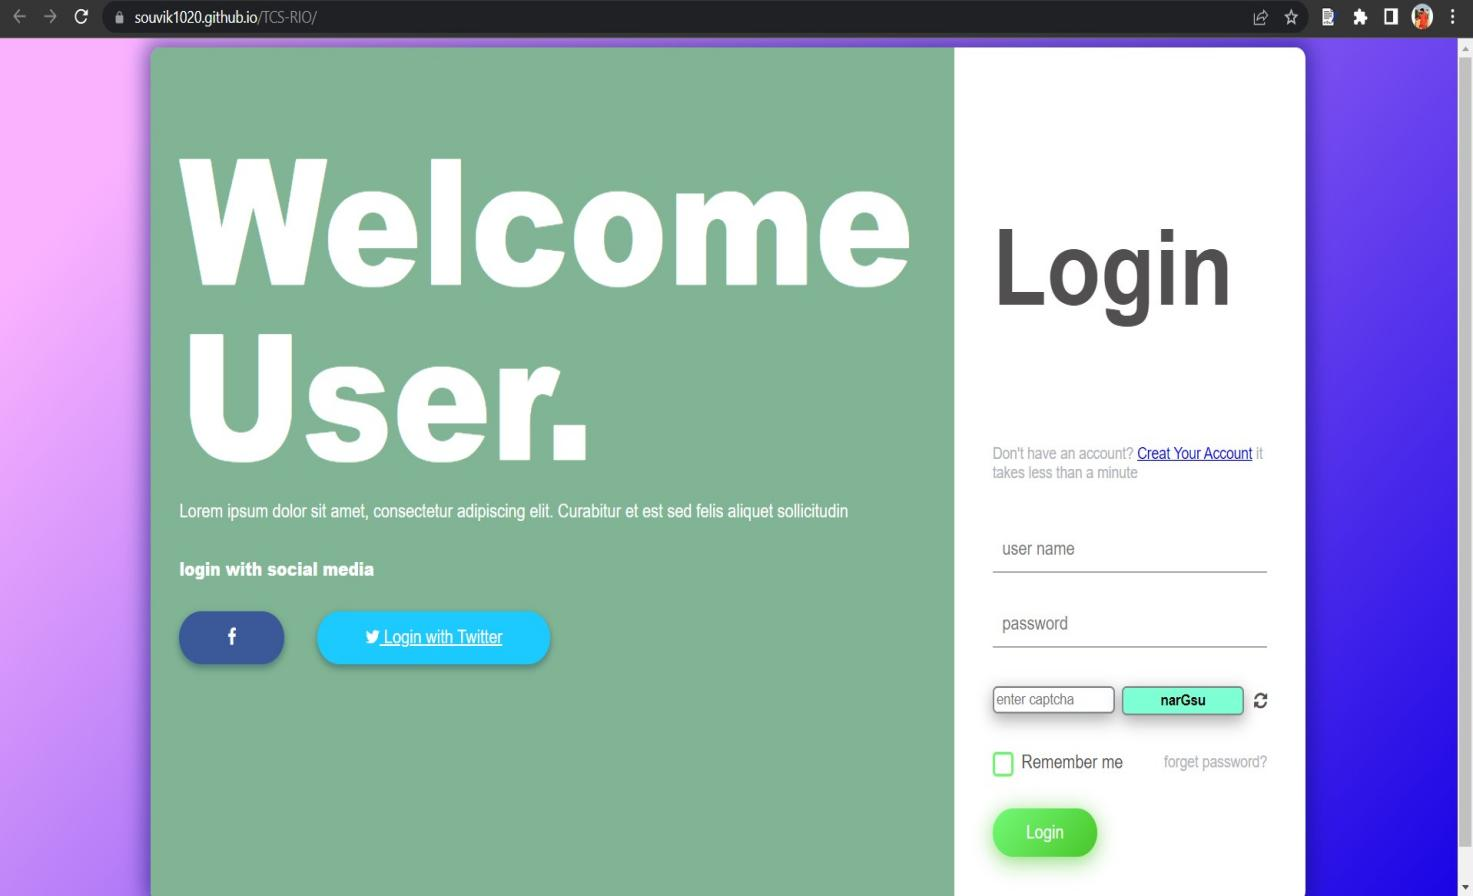 souvik1020.github.io/TCS-RIO/
Welcome
User.
Lorem ipsum dolor sit amet, consectetur adipiscing elit. Curabitur et est sed felis aliquet sollicitudin
login with social media
f
Login with Twitter
Login
Don't have an account? Creat Your Account it
takes less than a minute
user name
password
enter captcha narGsu
Remember me forget password?
Login